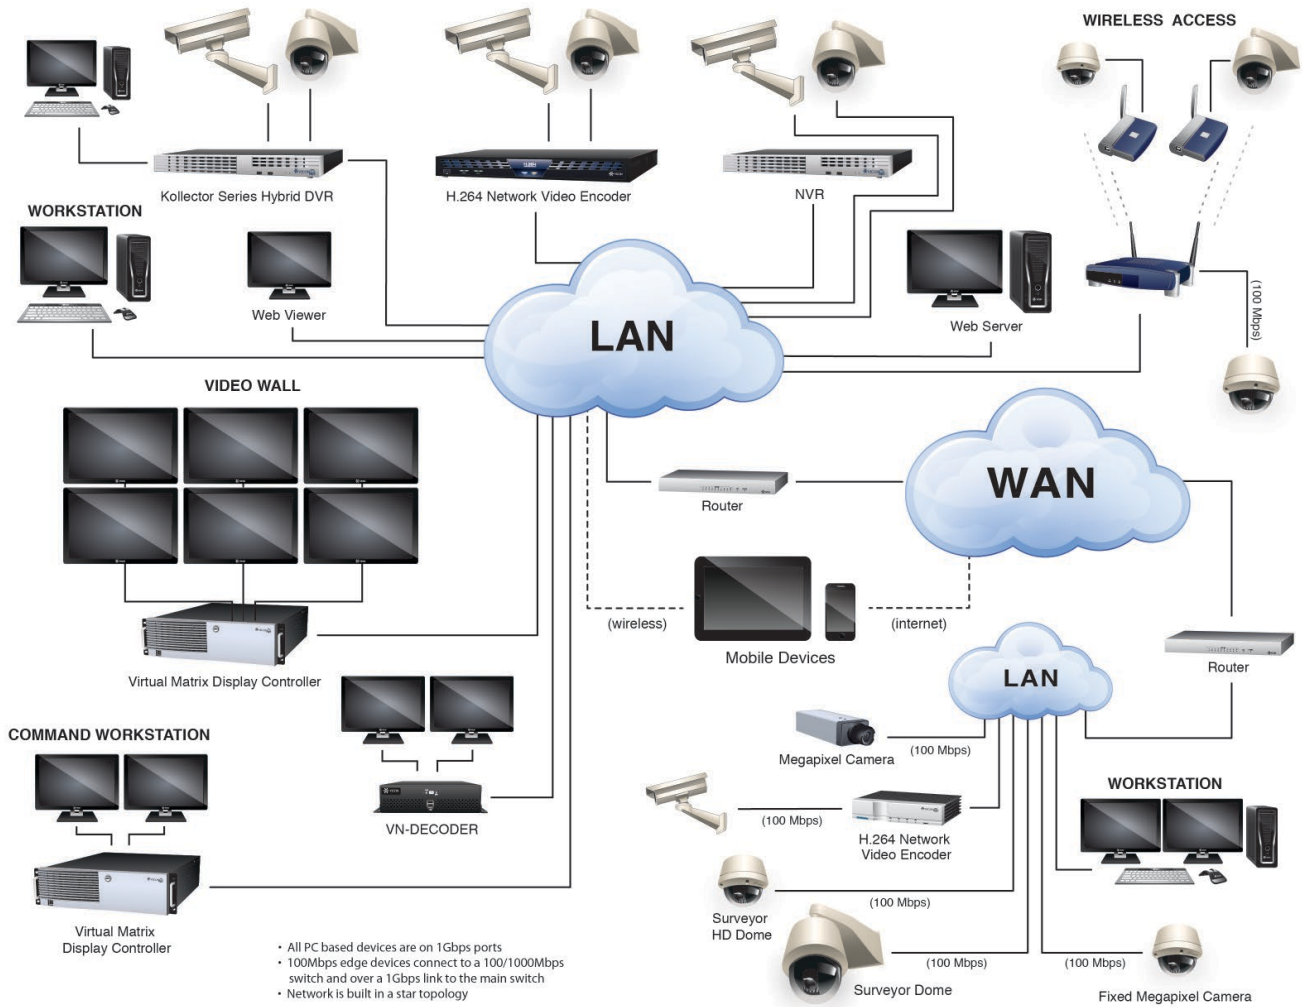 WIRELESS ACCESS
Kollector Series Hybrid DVR
H.264 Network Video Encoder
NVR
WORKSTATION
Web Viewer
LAN
Web Server
(100 Mbps)
VIDEO WALL
WAN
Router
(wireless)
(internet)
Mobile Devices
Router
Virtual Matrix Display Controller
LAN
COMMAND WORKSTATION
Megapixel Camera
(100 Mbps)
WORKSTATION
VN-DECODER
(100 Mbps)
H.264 Network
Video Encoder
Surveyor
HD Dome
(100 Mbps)
Virtual Matrix
Display Controller
(100 Mbps)
(100 Mbps)
Surveyor Dome
Fixed Megapixel Camera
• All PC based devices are on 1Gbps ports
• 100Mbps edge devices connect to a 100/1000Mbps
switch and over a 1Gbps link to the main switch
• Network is built in a star topology